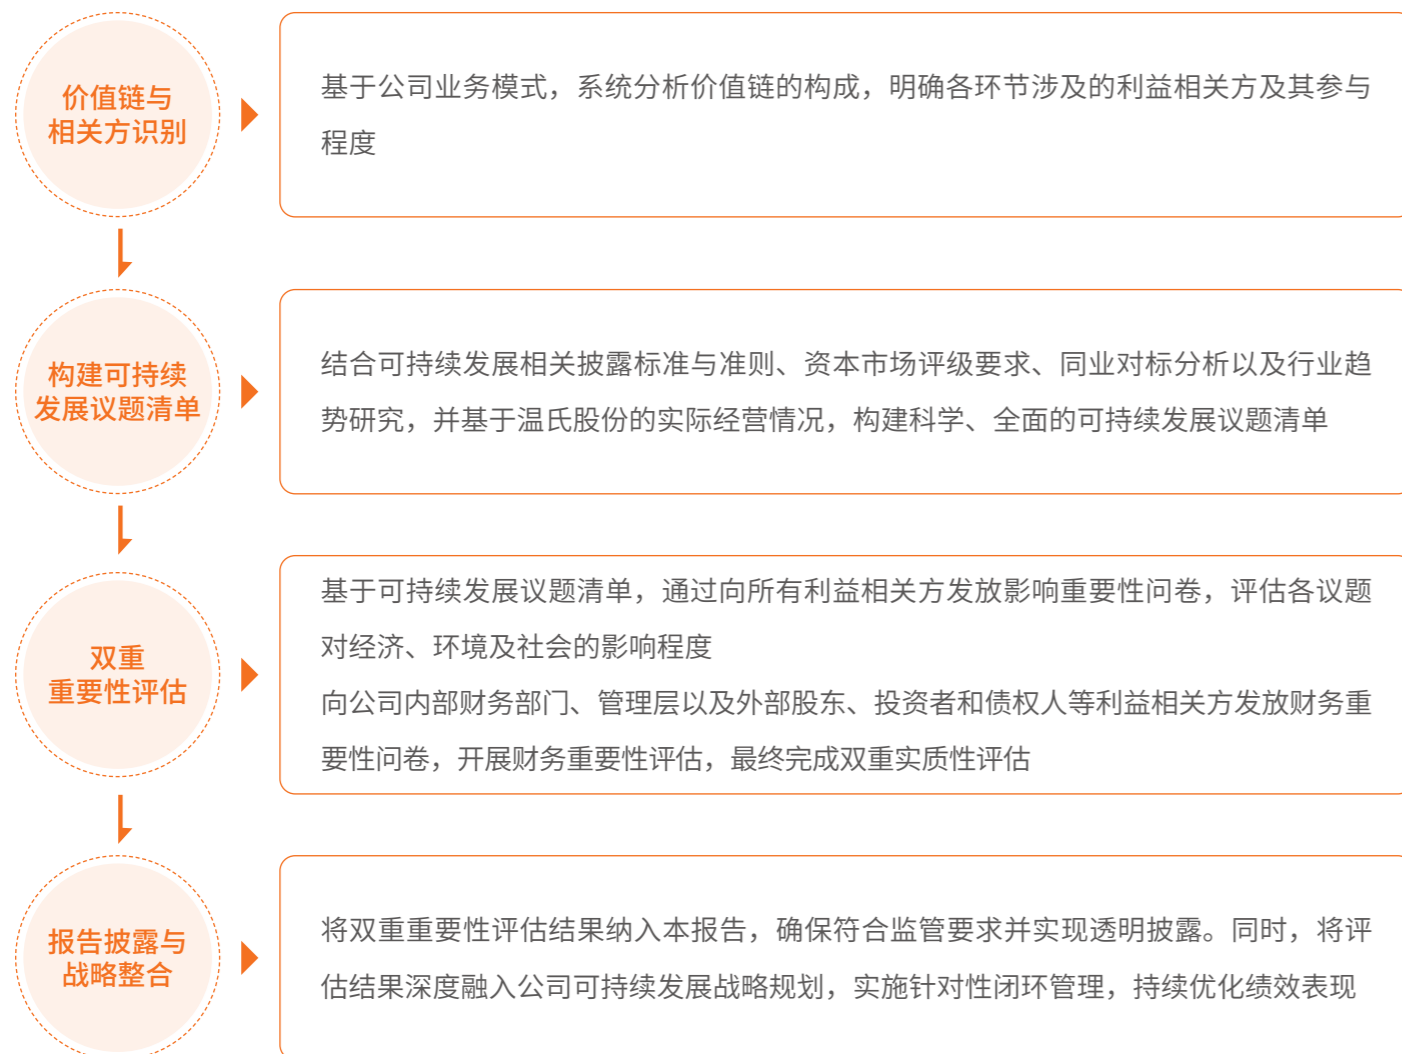 价值链与
相关方识别
基于公司业务模式，系统分析价值链的构成，明确各环节涉及的利益相关方及其参与
程度
构建可持续
发展议题清单
结合可持续发展相关披露标准与准则、资本市场评级要求、同业对标分析以及行业趋
势研究，并基于温氏股份的实际经营情况，构建科学、全面的可持续发展议题清单
双重
重要性评估
基于可持续发展议题清单，通过向所有利益相关方发放影响重要性问卷，评估各议题
对经济、环境及社会的影响程度
向公司内部财务部门、管理层以及外部股东、投资者和债权人等利益相关方发放财务重
要性问卷，开展财务重要性评估，最终完成双重实质性评估
报告披露与
战略整合
将双重重要性评估结果纳入本报告，确保符合监管要求并实现透明披露。同时，将评
估结果深度融入公司可持续发展战略规划，实施针对性闭环管理，持续优化绩效表现